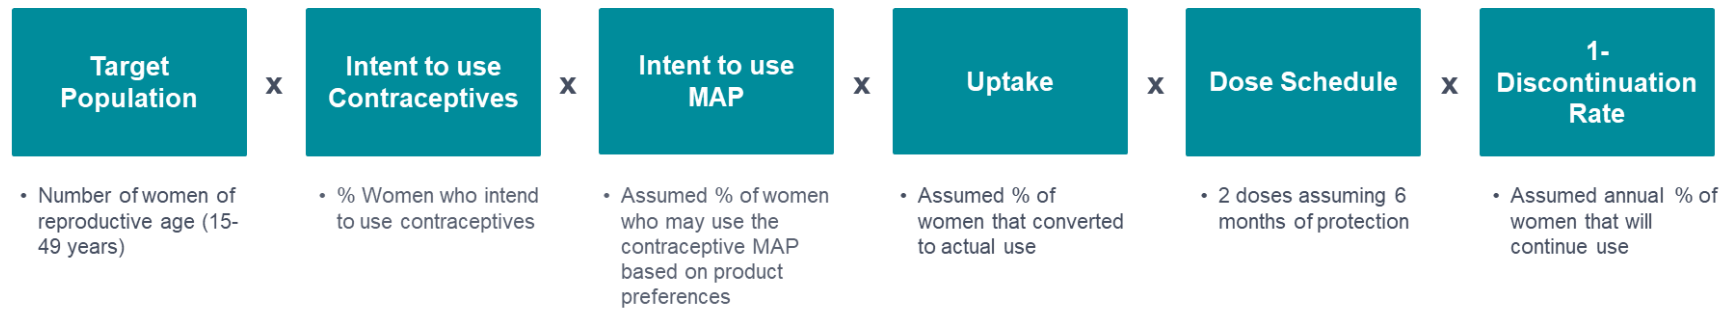 Target
Population
x
Intent to use
Contraceptives
x
Intent to use
MAP
x
Uptake
x
Dose Schedule
x
1-
Discontinuation
Rate
• Number of women of
reproductive age (15-
49 years)
• % Women who intend
to use contraceptives
• Assumed % of women
who may use the
contraceptive MAP
based on product
preferences
• Assumed % of
women that converted
to actual use
• 2 doses assuming 6
months of protection
• Assumed annual % of
women that will
continue use